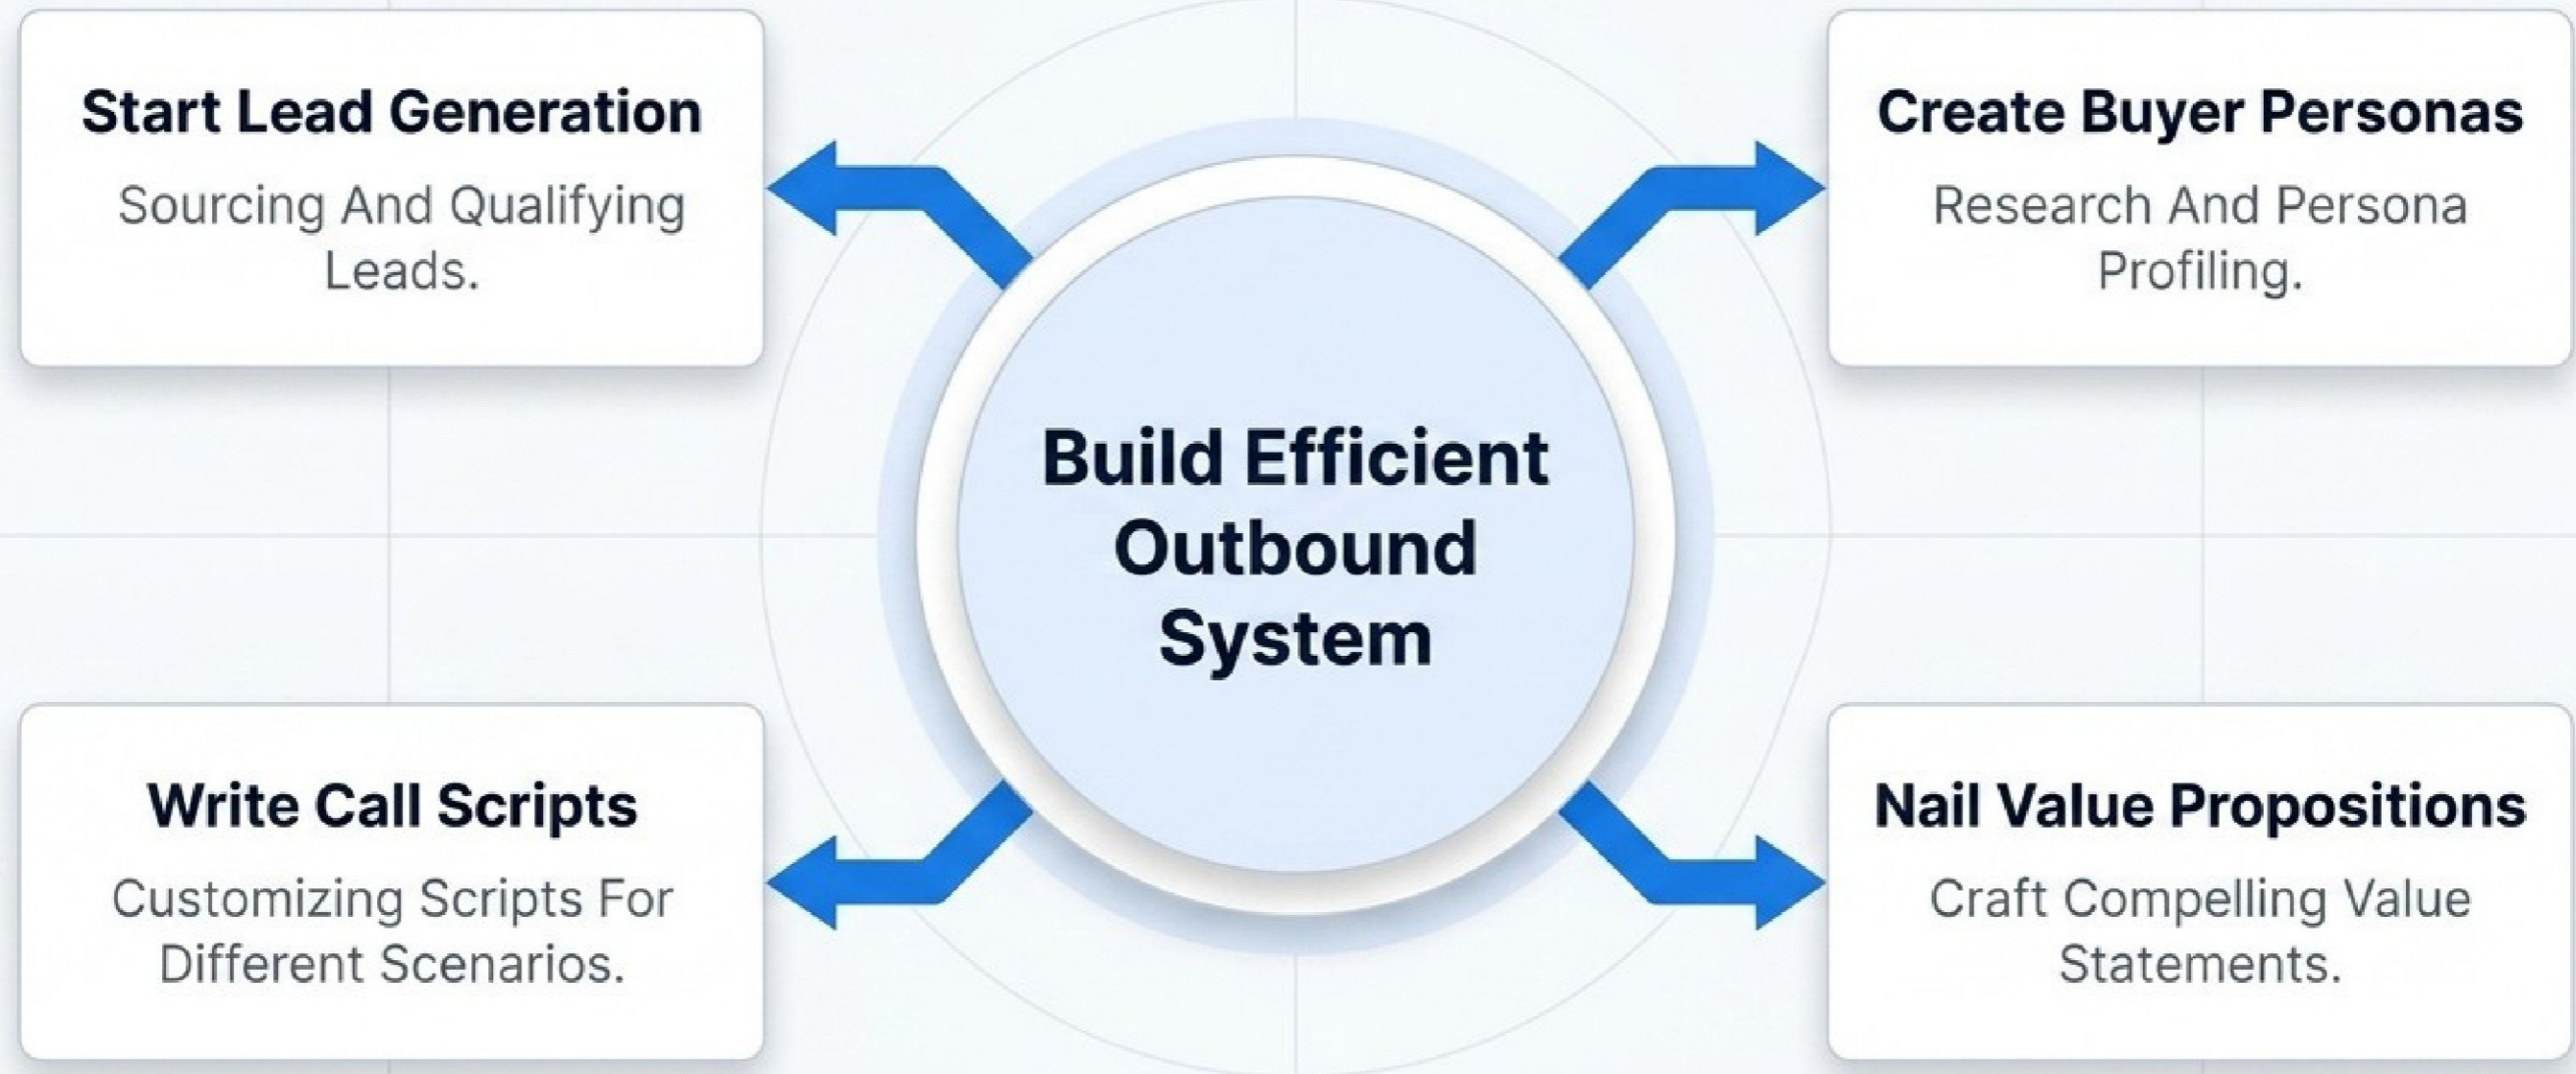 Start Lead Generation
Sourcing And Qualifying
Leads.
Create Buyer Personas
Research And Persona
Profiling.
Build Efficient
Outbound
System
Write Call Scripts
Customizing Scripts For
Different Scenarios.
Nail Value Propositions
Craft Compelling Value
Statements.